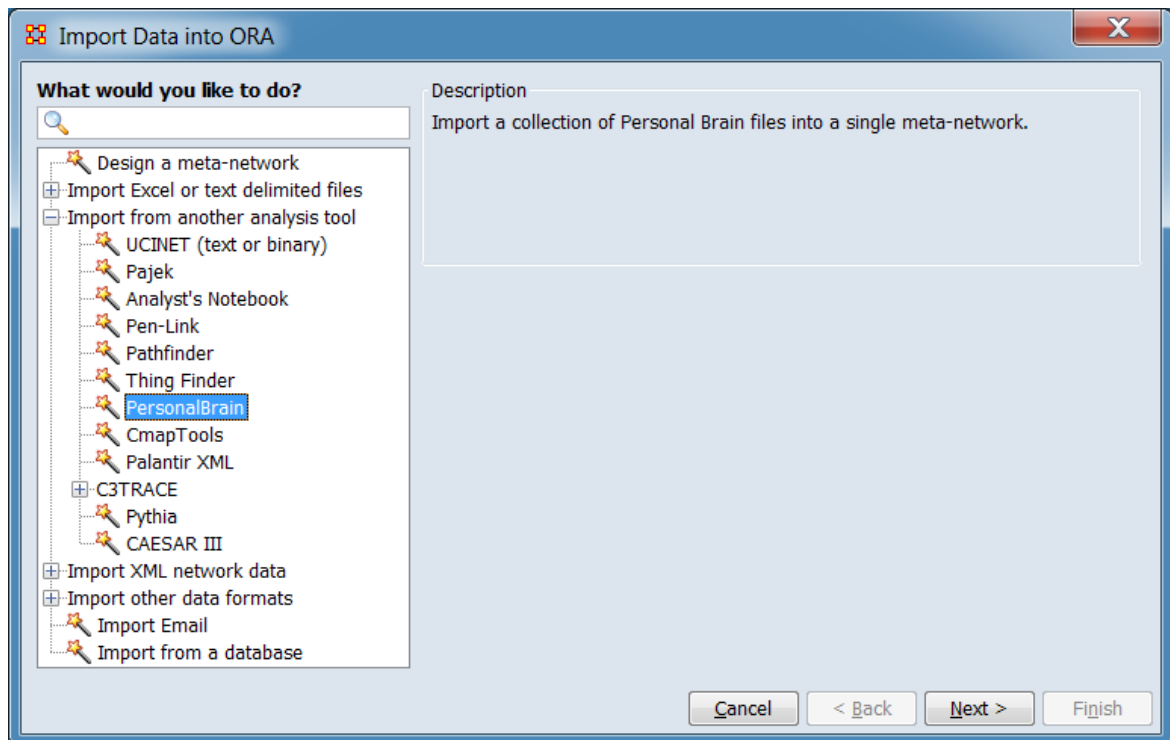 Import Data into ORA
What would you like to do?
Description
Import a collection of Personal Brain files into a single meta-network.
Design a meta-network
Import Excel or text delimited files
Import from another analysis tool
UCINET (text or binary)
Pajek
Analyst's Notebook
Pen-Link
Pathfinder
Thing Finder
PersonalBrain
CmapTools
Palantir XML
C3TRACE
Pythia
CAESAR III
Import XML network data
Import other data formats
Import Email
Import from a database
Cancel
< Back
Next >
Finish